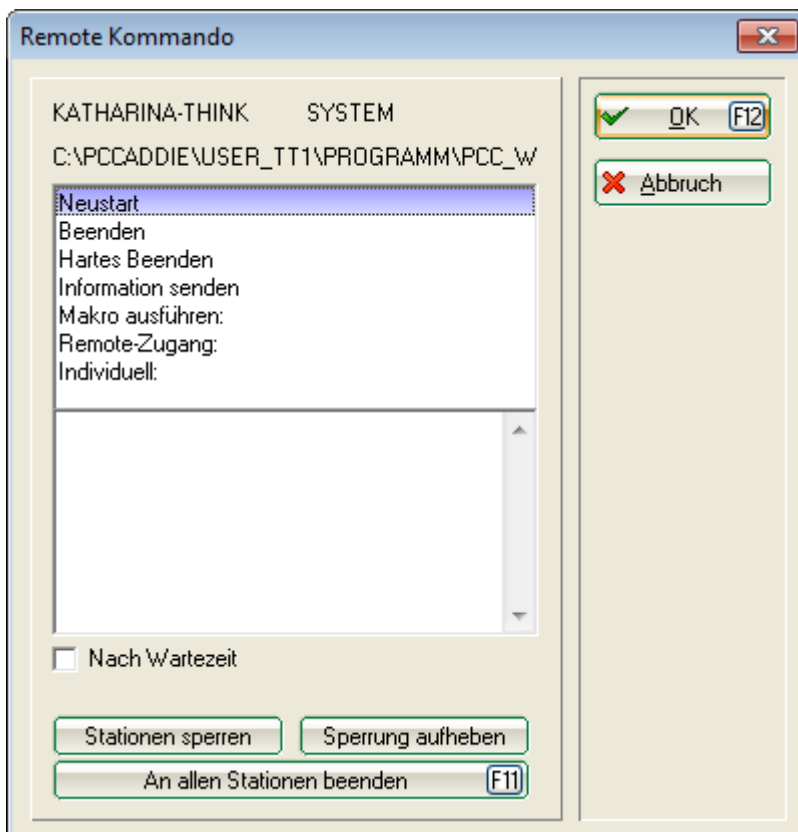 Remote Kommando
KATHARINA-THINK SYSTEM
C:\PCCADDIE\USER_TT1\PROGRAMM\PCC_W
Neustart
Beenden
Hartes Beenden
Information senden
Makro ausführen:
Remote-Zugang:
Individuell:
Nach Wartezeit
Stationen sperren
Sperrung aufheben
An allen Stationen beenden F11
OK F12
Abbruch